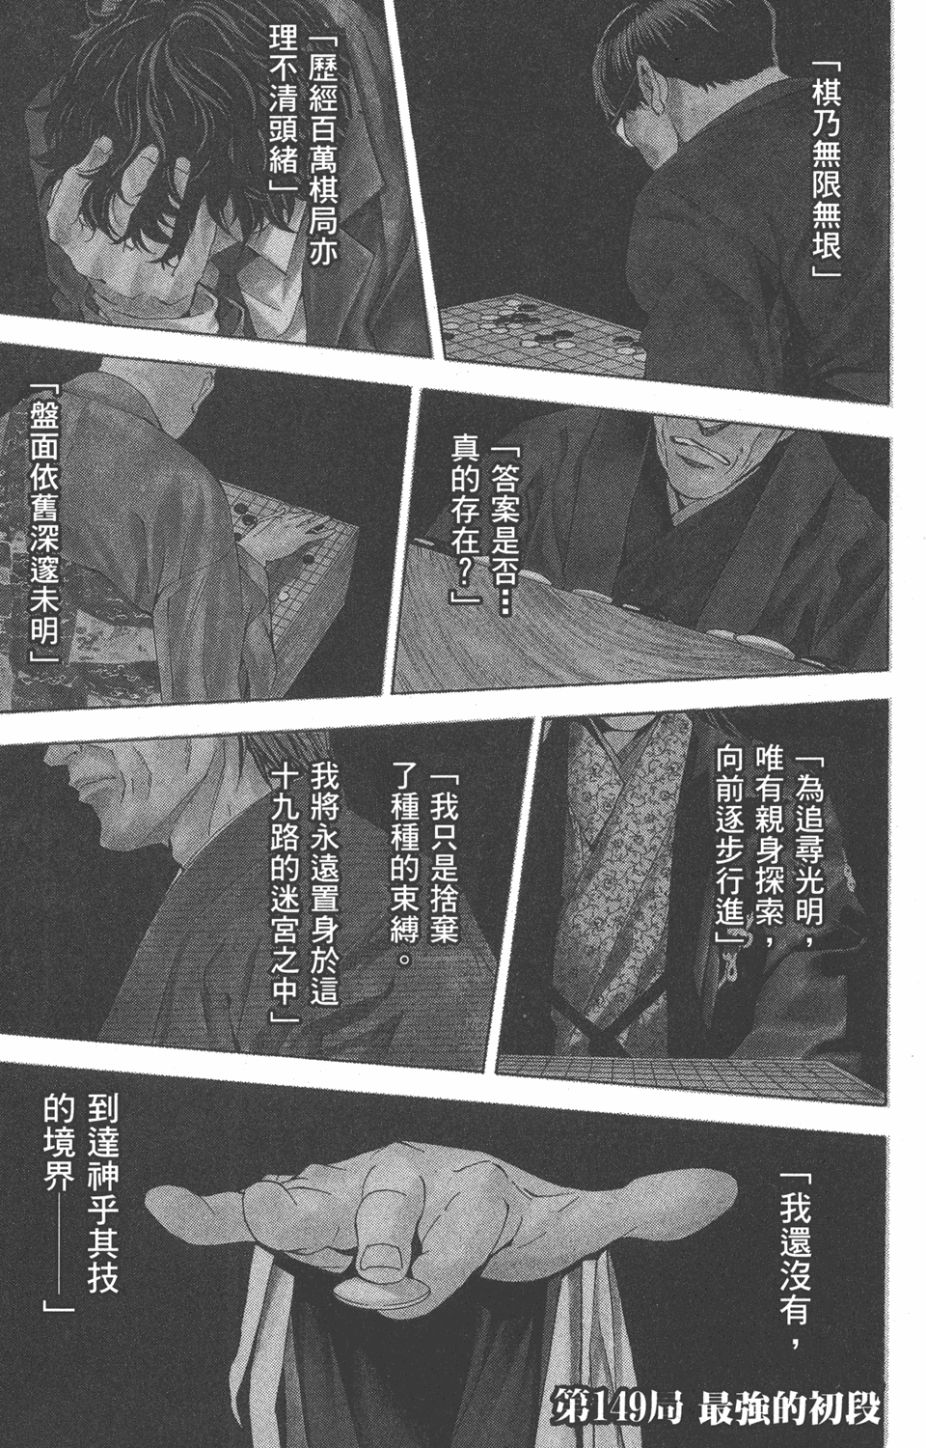 「棋乃無限無垠」
「歷經百萬棋局亦
理不清頭緒」
「答案是否…
真的存在?」
「盤面依舊深邃未明」
「為追尋光明，
唯有親身探索，
向前逐步行進」
「我只是捨棄
了種種的束縛。
我將永遠置身於這
十九路的迷宮之中」
「我還沒有，
到達神乎其技
的境界——」
第149局 最強的初段